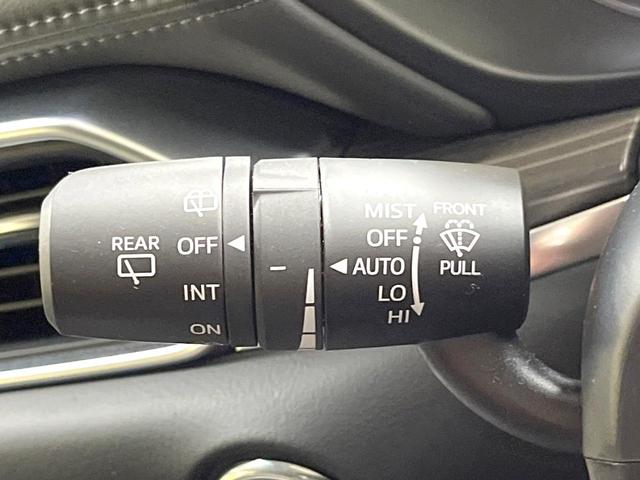 REAR
OFF
INT
ON
MIST
OFF
AUTO
LO
HI
FRONT
PULL